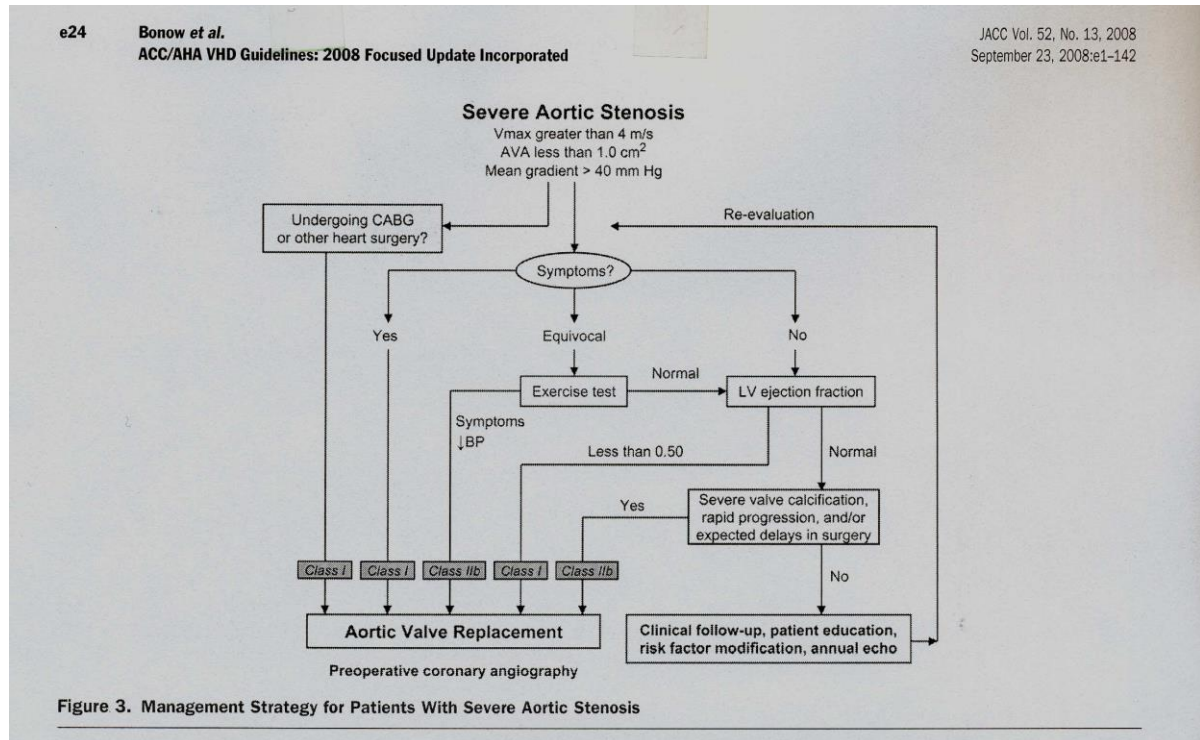 e24
Bonow et al.
ACC/AHA VHD Guidelines: 2008 Focused Update Incorporated
JACC Vol. 52, No. 13, 2008
September 23, 2008:e1–142
Severe Aortic Stenosis
Vmax greater than 4 m/s
AVA less than 1.0 cm²
Mean gradient > 40 mm Hg
Undergoing CABG
or other heart surgery?
Re-evaluation
Symptoms?
Yes
Equivocal
No
Exercise test
Normal
LV ejection fraction
Symptoms
↓BP
Less than 0.50
Normal
Yes
Severe valve calcification,
rapid progression, and/or
expected delays in surgery
No
Class I
Class I
Class IIb
Class I
Class IIb
Aortic Valve Replacement
Clinical follow-up, patient education,
risk factor modification, annual echo
Preoperative coronary angiography
Figure 3. Management Strategy for Patients With Severe Aortic Stenosis